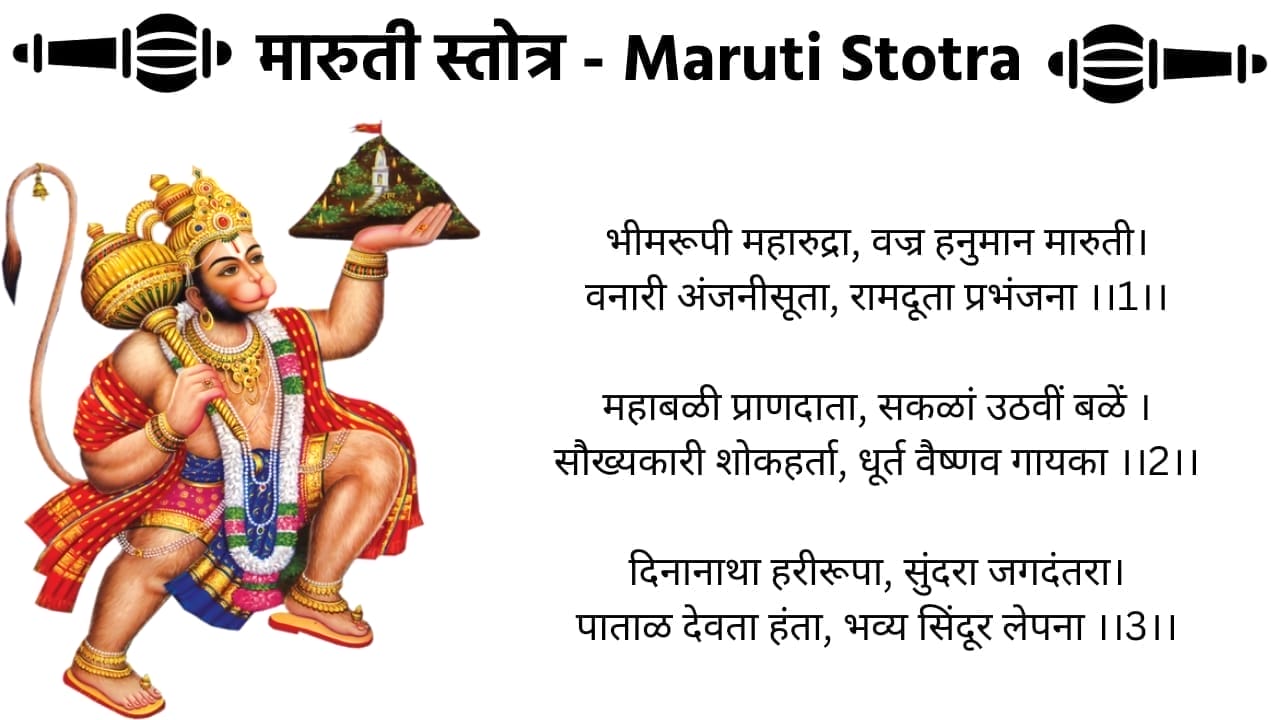 मारुती स्तोत्र - Maruti Stotra
भीमरूपी महारुद्रा, वज्र हनुमान मारुती।
वनारी अंजनीसूता, रामदूता प्रभंजना ।।1।।
महाबळी प्राणदाता, सकळां उठवीं बळें ।
सौख्यकारी शोकहर्ता, धूर्त वैष्णव गायका ।।2।।
दिनानाथा हरीरूपा, सुंदरा जगदंतरा।
पाताळ देवता हंता, भव्य सिंदूर लेपना ।।3।।